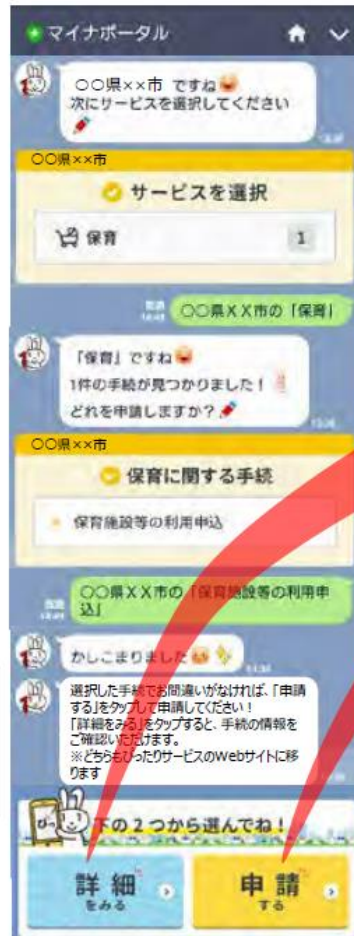 マイナポータル
○○県××市 ですね
次にサービスを選択してください
○○県××市
サービスを選択
保育
1
○○県××市の「保育」
「保育」ですね
1件の手続が見つかりました!
どれを申請しますか?
○○県××市
保育に関する手続
保育施設等の利用申込
○○県××市の「保育施設等の利用申
込」
かしこまりました
選択した手続でお間違いがなければ、「申請
する」をタップして申請してください!
「詳細をみる」をタップすると、手続の情報を
ご確認いただけます。
※どちらもぴったりサービスのWebサイトに移
ります
下の2つから選んでね!
詳細
をみる
申請
する